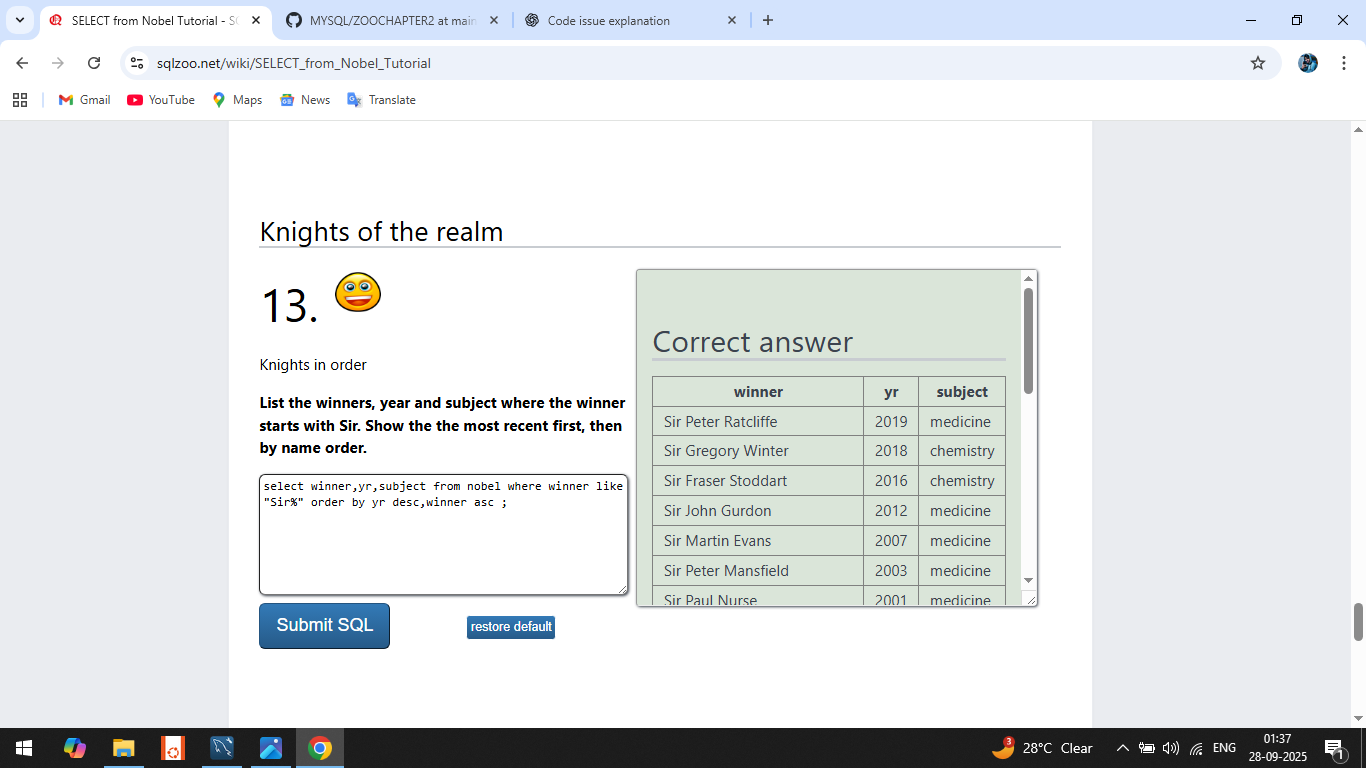 SELECT from Nobel Tutorial - S
MYSQL/ZOOCHAPTER2 at main
Code issue explanation
sqlzoo.net/wiki/SELECT_from_Nobel_Tutorial
Gmail
YouTube
Maps
News
Translate
Knights of the realm
13.
Knights in order
List the winners, year and subject where the winner
starts with Sir. Show the the most recent first, then
by name order.
select winner,yr,subject from nobel where winner like
"Sir%" order by yr desc,winner asc ;
Submit SQL
restore default
Correct answer
winner yr subject
Sir Peter Ratcliffe 2019 medicine
Sir Gregory Winter 2018 chemistry
Sir Fraser Stoddart 2016 chemistry
Sir John Gurdon 2012 medicine
Sir Martin Evans 2007 medicine
Sir Peter Mansfield 2003 medicine
Sir Paul Nurse 2001 medicine
3
28°C Clear
ENG
01:37
28-09-2025
1